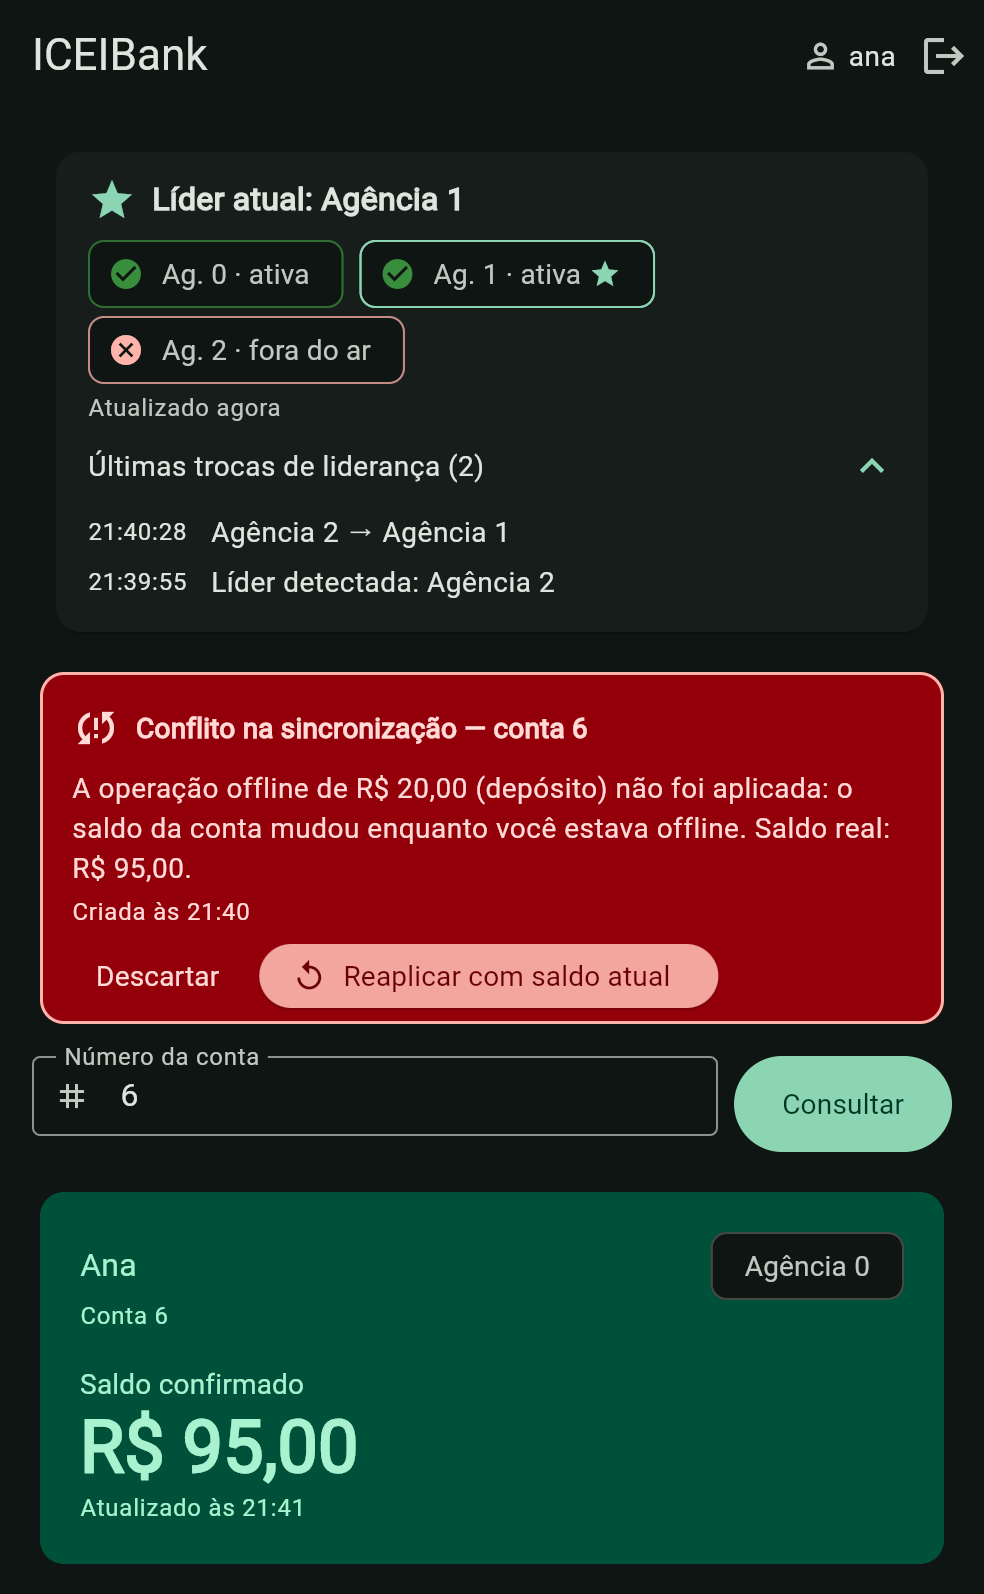 ICEIBank
ana
Líder atual: Agência 1
Ag. 0 · ativa
Ag. 1 · ativa
Ag. 2 · fora do ar
Atualizado agora
Últimas trocas de liderança (2)
21:40:28 Agência 2 → Agência 1
21:39:55 Líder detectada: Agência 2
Conflito na sincronização — conta 6
A operação offline de R$ 20,00 (depósito) não foi aplicada: o
saldo da conta mudou enquanto você estava offline. Saldo real:
R$ 95,00.
Criada às 21:40
Descartar
Reaplicar com saldo atual
Número da conta
# 6
Consultar
Ana
Agência 0
Conta 6
Saldo confirmado
R$ 95,00
Atualizado às 21:41